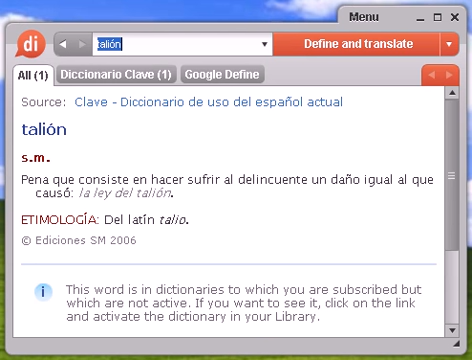 Menu
di
talión
Define and translate
All (1)
Diccionario Clave (1)
Google Define
Source: Clave - Diccionario de uso del español actual
talión
s.m.
Pena que consiste en hacer sufrir al delincuente un daño igual al que
causó: la ley del talión.
ETIMOLOGÍA: Del latín talio.
© Ediciones SM 2006
i
This word is in dictionaries to which you are subscribed but
which are not active. If you want to see it, click on the link
and activate the dictionary in your Library.